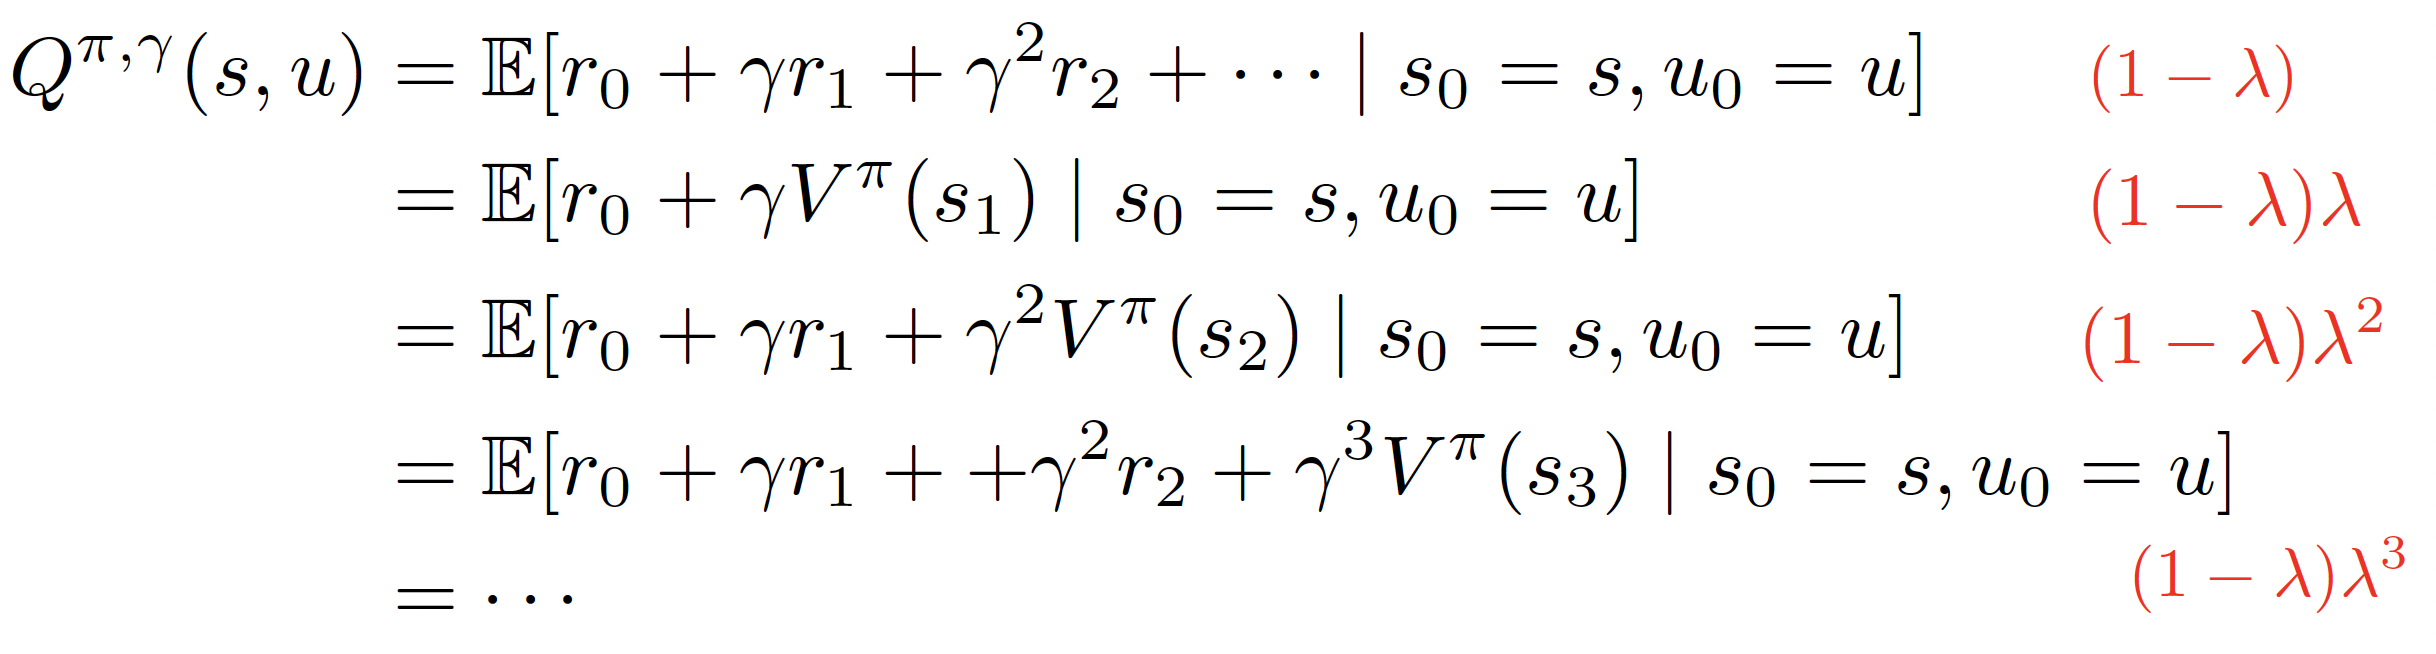 Q^{π,γ}(s, u) = 𝔼[r_0 + γr_1 + γ^2 r_2 + ⋯ | s_0 = s, u_0 = u] (1 − λ)
= 𝔼[r_0 + γV^π(s_1) | s_0 = s, u_0 = u] (1 − λ)λ
= 𝔼[r_0 + γr_1 + γ^2 V^π(s_2) | s_0 = s, u_0 = u] (1 − λ)λ^2
= 𝔼[r_0 + γr_1 + +γ^2 r_2 + γ^3 V^π(s_3) | s_0 = s, u_0 = u]
= ⋯ (1 − λ)λ^3